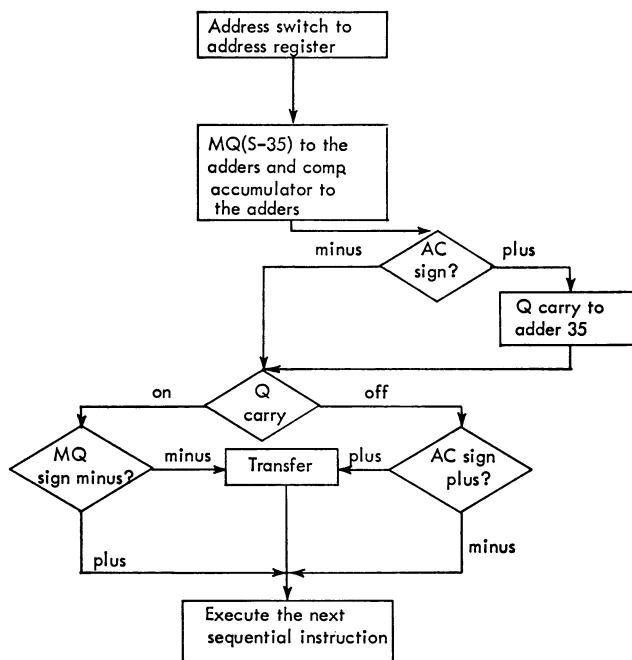 Address switch to
address register
MQ(S-35) to the
adders and comp.
accumulator to
the adders
minus
AC
sign?
plus
Q carry to
adder 35
on
Q
carry
off
MQ
sign minus?
minus
Transfer
plus
AC sign
plus?
plus
minus
Execute the next
sequential instruction